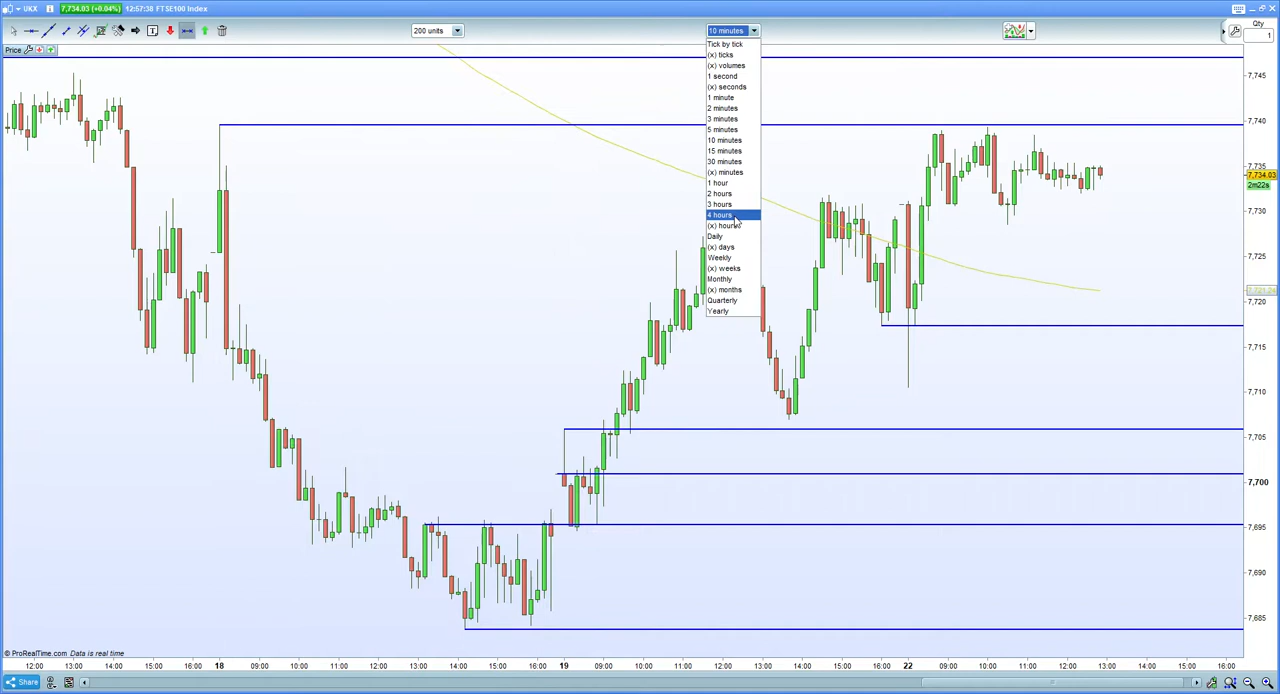 UKX
7,734.03 (+0.04%)
12:57:38 FTSE100 Index
200 units
10 minutes
Qty
1
Price
Tick by tick
(x) ticks
(x) volumes
1 second
(x) seconds
1 minute
2 minutes
3 minutes
5 minutes
10 minutes
15 minutes
30 minutes
(x) minutes
1 hour
2 hours
3 hours
4 hours
(x) hours
Daily
(x) days
Weekly
(x) weeks
Monthly
(x) months
Quarterly
Yearly
7,745
7,740
7,735
7,734.03
2m22s
7,730
7,725
7,720
7,715
7,710
7,705
7,700
7,695
7,690
7,685
© ProRealTime.com Data is real time
12:00 13:00 14:00 15:00 16:00 18 09:00 10:00 11:00 12:00 13:00 14:00 15:00 16:00 19 09:00 10:00 11:00 12:00 13:00 14:00 15:00 16:00 22 09:00 10:00 11:00 12:00 13:00 14:00 15:00 16:00
Share